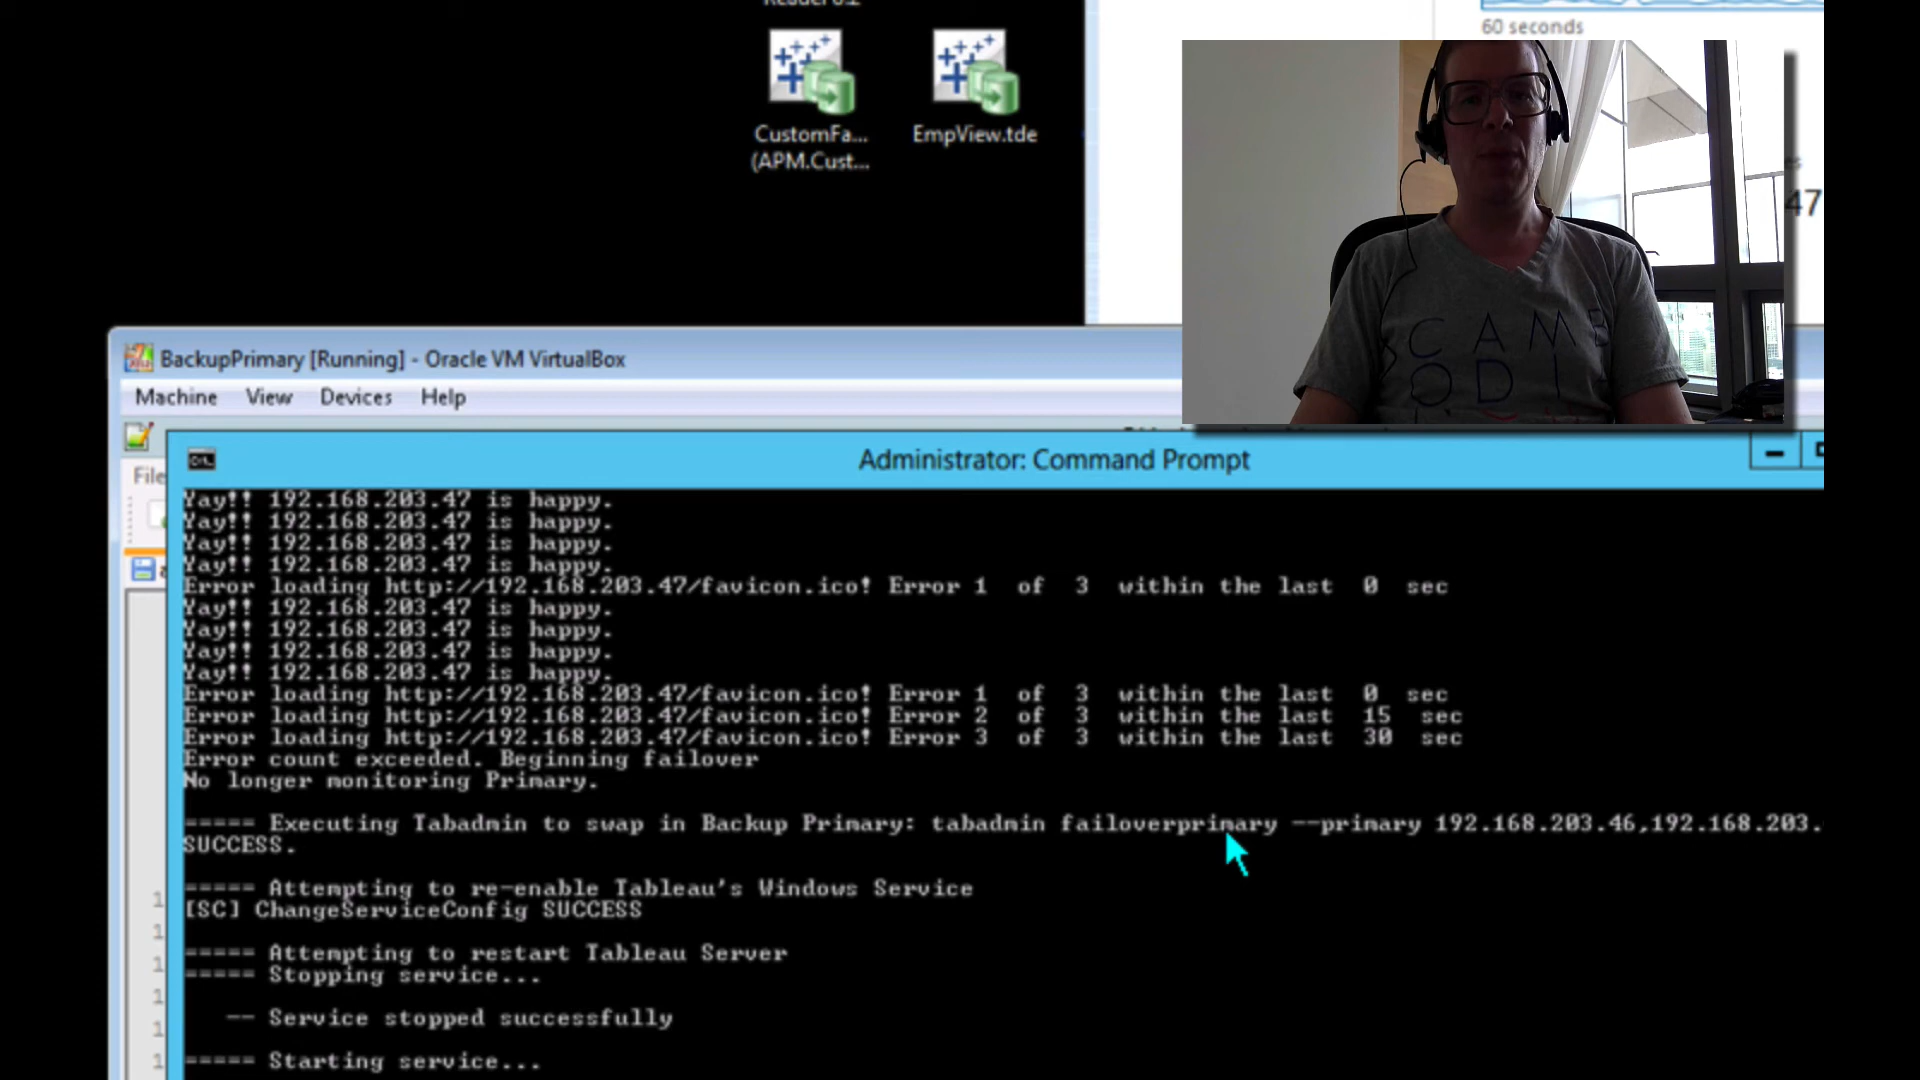 60 seconds
CustomFa...
(APM.Cust...
EmpView.tde
47
CAMB
ODI
BackupPrimary [Running] - Oracle VM VirtualBox
Machine View Devices Help
Administrator: Command Prompt
File
Yay!! 192.168.203.47 is happy.
Yay!! 192.168.203.47 is happy.
Yay!! 192.168.203.47 is happy.
Yay!! 192.168.203.47 is happy.
Error loading http://192.168.203.47/favicon.ico! Error 1 of 3 within the last 0 sec
Yay!! 192.168.203.47 is happy.
Yay!! 192.168.203.47 is happy.
Yay!! 192.168.203.47 is happy.
Yay!! 192.168.203.47 is happy.
Error loading http://192.168.203.47/favicon.ico! Error 1 of 3 within the last 0 sec
Error loading http://192.168.203.47/favicon.ico! Error 2 of 3 within the last 15 sec
Error loading http://192.168.203.47/favicon.ico! Error 3 of 3 within the last 30 sec
Error count exceeded. Beginning failover
No longer monitoring Primary.
===== Executing Tabadmin to swap in Backup Primary: tabadmin failoverprimary --primary 192.168.203.46,192.168.203.
SUCCESS.
===== Attempting to re-enable Tableau's Windows Service
[SC] ChangeServiceConfig SUCCESS
===== Attempting to restart Tableau Server
===== Stopping service...
-- Service stopped successfully
===== Starting service...